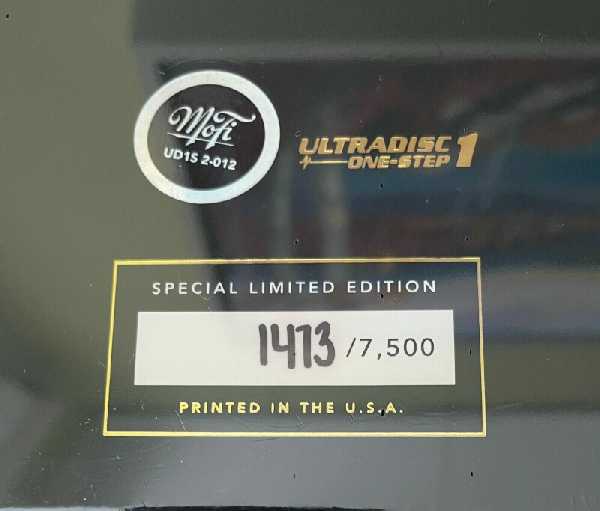 MoFi
UD1S 2-012
ULTRADISC
ONE-STEP 1
SPECIAL LIMITED EDITION
1473 /7,500
PRINTED IN THE U.S.A.